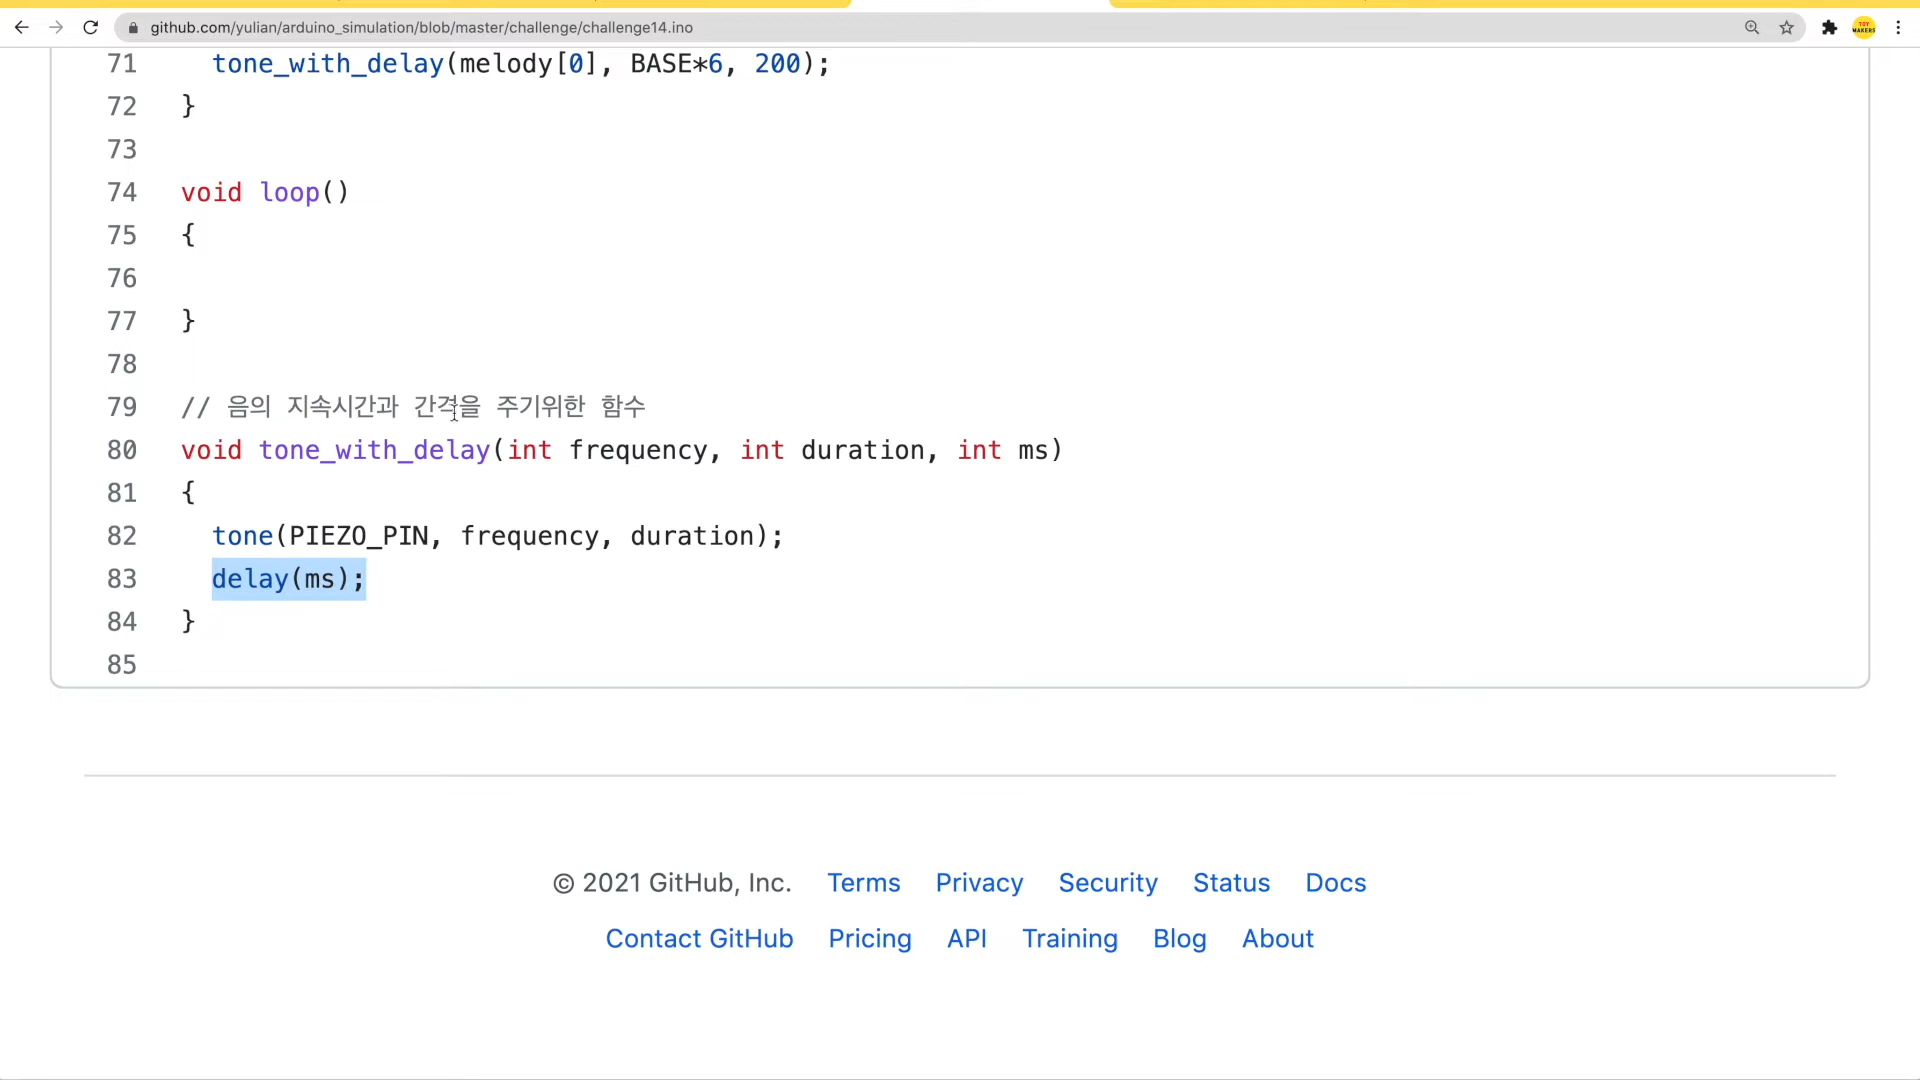 github.com/yulian/arduino_simulation/blob/master/challenge/challenge14.ino
TOY MAKERS
71 tone_with_delay(melody[0], BASE*6, 200);
72 }
73
74 void loop()
75 {
76
77 }
78
79 // 음의 지속시간과 간격을 주기위한 함수
80 void tone_with_delay(int frequency, int duration, int ms)
81 {
82 tone(PIEZO_PIN, frequency, duration);
83 delay(ms);
84 }
85
© 2021 GitHub, Inc. Terms Privacy Security Status Docs
Contact GitHub Pricing API Training Blog About